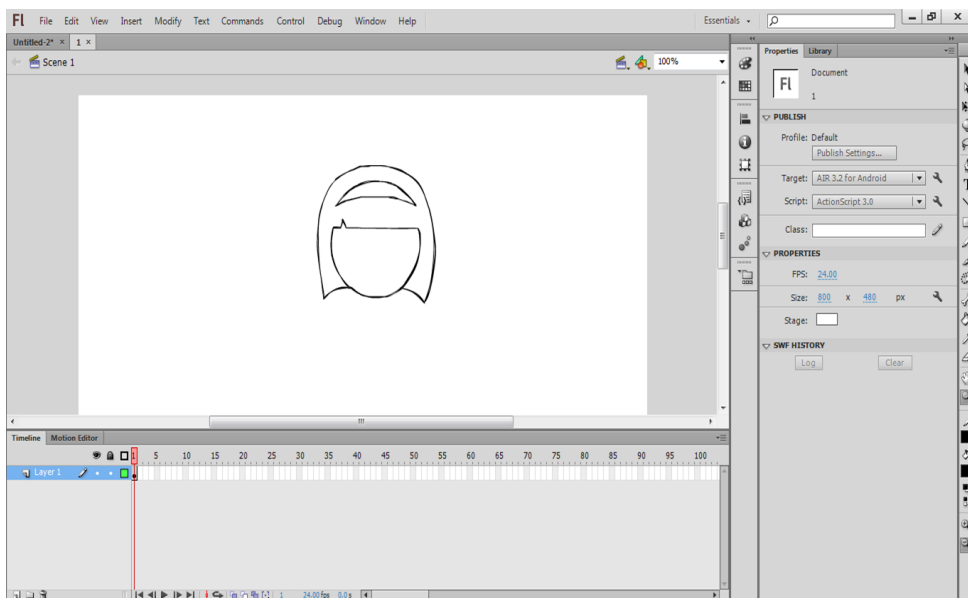 Fl File Edit View Insert Modify Text Commands Control Debug Window Help Essentials
Untitled-2* × 1 ×
Scene 1 100%
Properties Library
Fl Document
1
PUBLISH
Profile: Default
Publish Settings...
Target: AIR 3.2 for Android
Script: ActionScript 3.0
Class:
PROPERTIES
FPS: 24.00
Size: 800 x 480 px
Stage:
SWF HISTORY
Log Clear
Timeline Motion Editor
1 5 10 15 20 25 30 35 40 45 50 55 60 65 70 75 80 85 90 95 100
Layer 1
1 24.00 fps 0.0 s